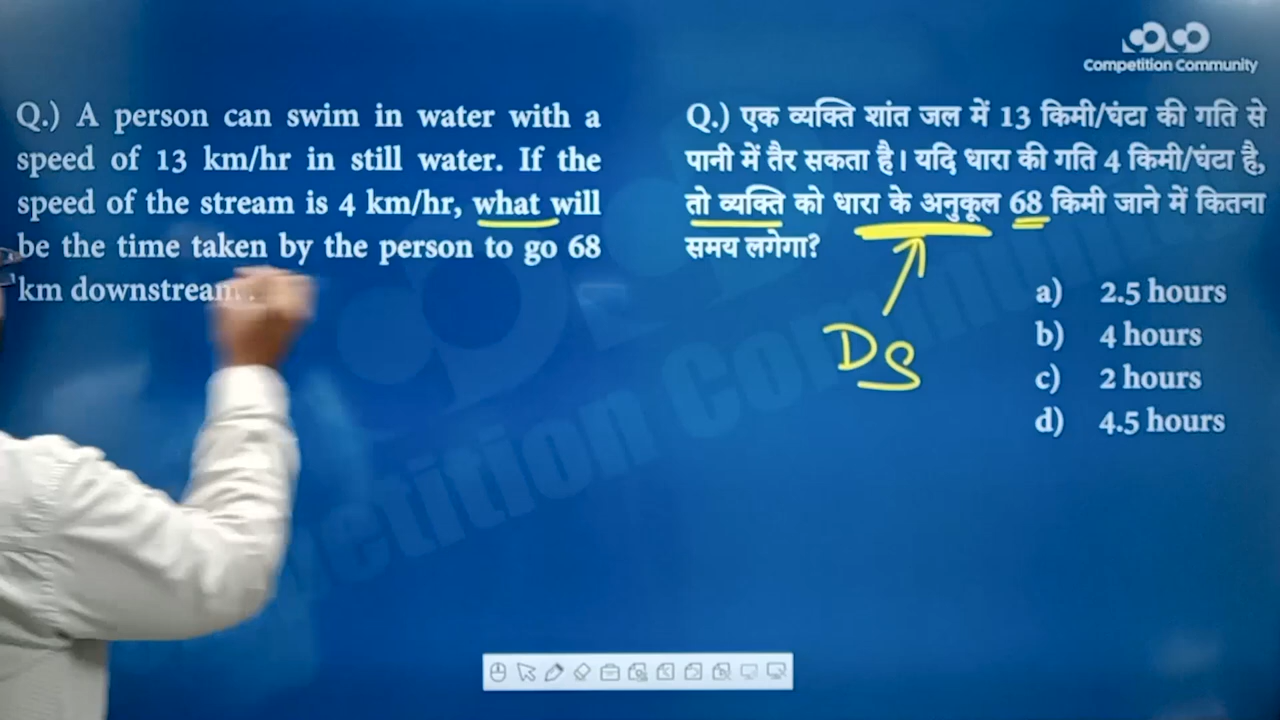 Competition Community
Q.) A person can swim in water with a
speed of 13 km/hr in still water. If the
speed of the stream is 4 km/hr, what will
be the time taken by the person to go 68
km downstream .
Q.) एक व्यक्ति शांत जल में 13 किमी/घंटा की गति से
पानी में तैर सकता है। यदि धारा की गति 4 किमी/घंटा है,
तो व्यक्ति को धारा के अनुकूल 68 किमी जाने में कितना
समय लगेगा?
DS
a) 2.5 hours
b) 4 hours
c) 2 hours
d) 4.5 hours